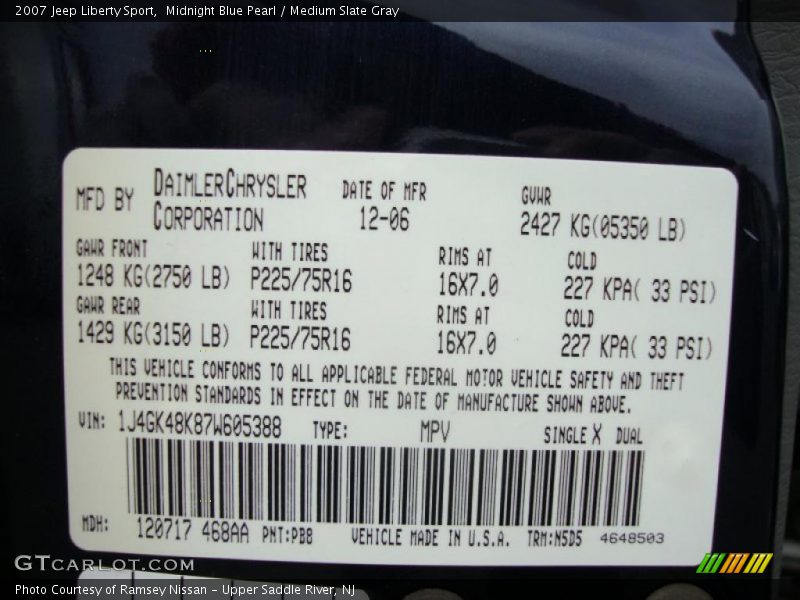 2007 Jeep Liberty Sport,  Midnight Blue Pearl / Medium Slate Gray
MFD BY DAIMLERCHRYSLER CORPORATION DATE OF MFR 12-06 GVWR 2427 KG(05350 LB)
GAWR FRONT WITH TIRES RIMS AT COLD
1248 KG(2750 LB) P225/75R16 16X7.0 227 KPA( 33 PSI)
GAWR REAR WITH TIRES RIMS AT COLD
1429 KG(3150 LB) P225/75R16 16X7.0 227 KPA( 33 PSI)
THIS VEHICLE CONFORMS TO ALL APPLICABLE FEDERAL MOTOR VEHICLE SAFETY AND THEFT
PREVENTION STANDARDS IN EFFECT ON THE DATE OF MANUFACTURE SHOWN ABOVE.
VIN: 1J4GK48K87W605388 TYPE: MPV SINGLE X DUAL
MDH: 120717 468AA PNT:PB8 VEHICLE MADE IN U.S.A. TRM:N5D5 4648503
GTCARLOT.COM
Photo Courtesy of Ramsey Nissan - Upper Saddle River, NJ